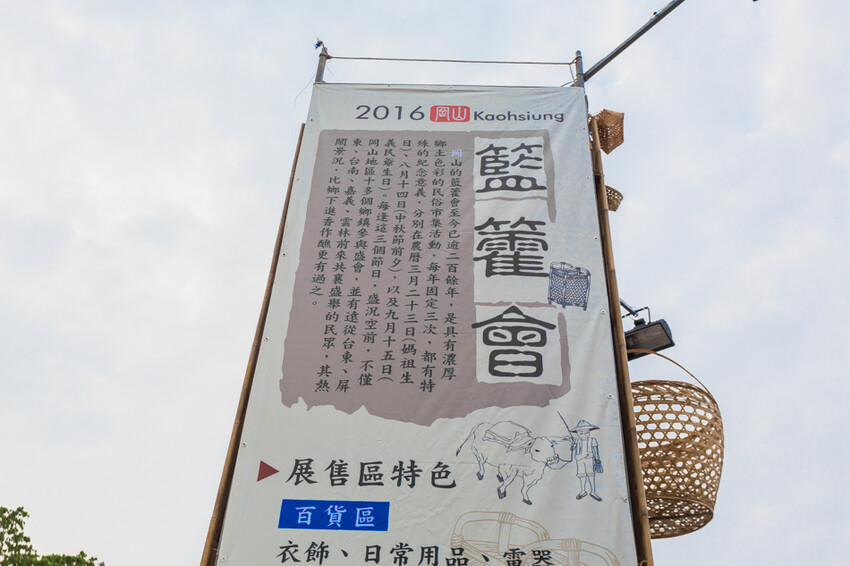 2016 岡山 Kaohsiung
籃籗會
岡山的籃籗會至今已逾二百餘年，是具有濃厚
鄉土色彩的民俗市集活動，每年固定三次，都有特
殊的紀念意義，分別在農曆三月二十三日(媽祖生
日)、八月十四日(中秋節前夕)，以及九月十五日(
義民爺生日)。每逢這三個節日，盛況空前，不僅
岡山地區十多個鄉鎮參與盛會，並有遠從台東、屏
東、台南、嘉義、雲林前來共襄盛舉的民眾，其熱
鬧景況，比鄉下進香作醮更有過之。
展售區特色
百貨區
衣飾、日常用品、電器